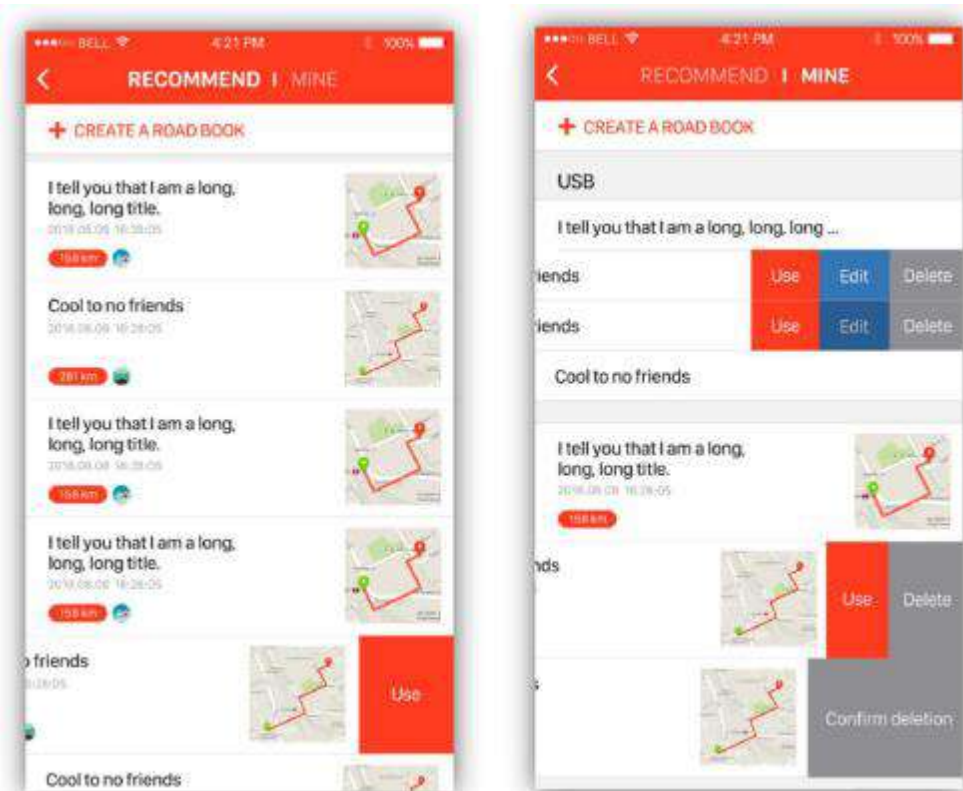 BELL 4:21 PM 100%
RECOMMEND | MINE
+ CREATE A ROAD BOOK
I tell you that I am a long,
long, long title.
158 km
Cool to no friends
281 km
I tell you that I am a long,
long, long title.
158 km
I tell you that I am a long,
long, long title.
158 km
friends
Use
Cool to no friends
BELL 4:21 PM 100%
RECOMMEND | MINE
+ CREATE A ROAD BOOK
USB
I tell you that I am a long, long, long ...
iends Use Edit Delete
iends Use Edit Delete
Cool to no friends
I tell you that I am a long,
long, long title.
158 km
nds
Use Delete
Confirm deletion